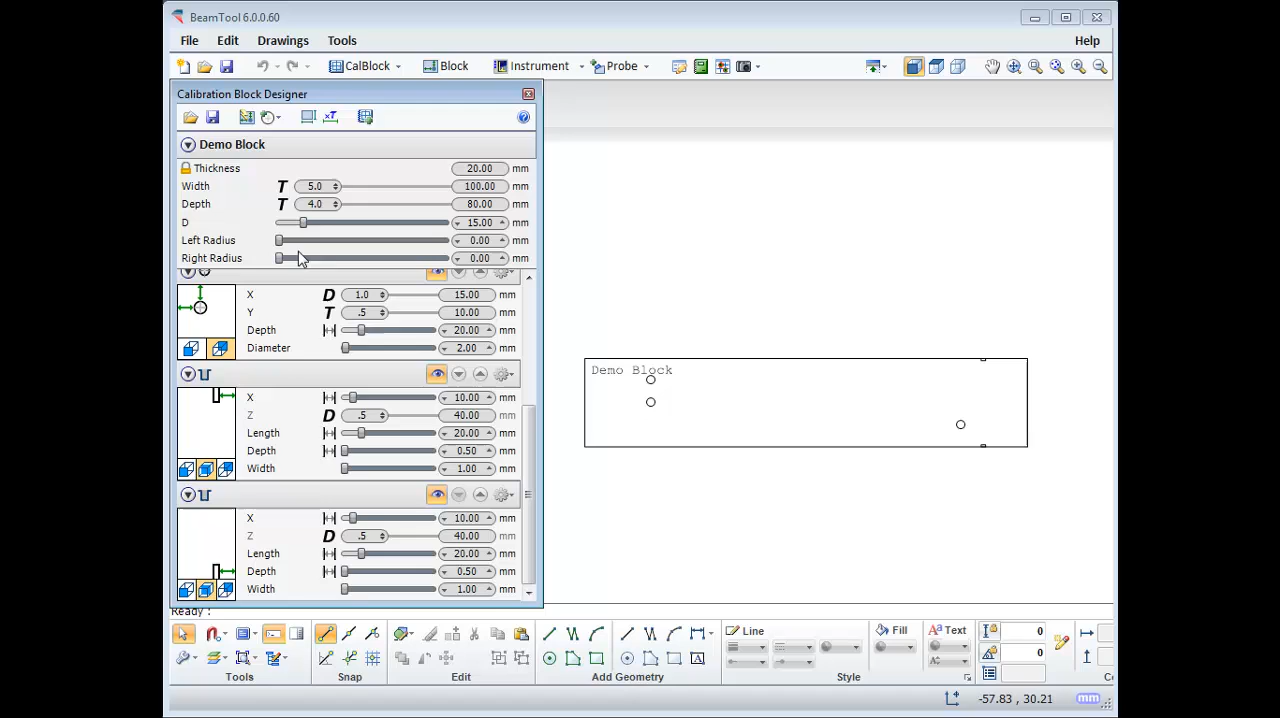 BeamTool 6.0.0.60
File Edit Drawings Tools Help
CalBlock Block Instrument Probe
Calibration Block Designer
Demo Block
Thickness 20.00 mm
Width T 5.0 100.00 mm
Depth T 4.0 80.00 mm
D 15.00 mm
Left Radius 0.00 mm
Right Radius 0.00 mm
X D 1.0 15.00 mm
Y T .5 10.00 mm
Depth 20.00 mm
Diameter 2.00 mm
X 10.00 mm
Z D .5 40.00 mm
Length 20.00 mm
Depth 0.50 mm
Width 1.00 mm
X 10.00 mm
Z D .5 40.00 mm
Length 20.00 mm
Depth 0.50 mm
Width 1.00 mm
Demo Block
Ready :
Line Fill Text 0
0
Tools Snap Edit Add Geometry Style
-57.83 , 30.21 mm